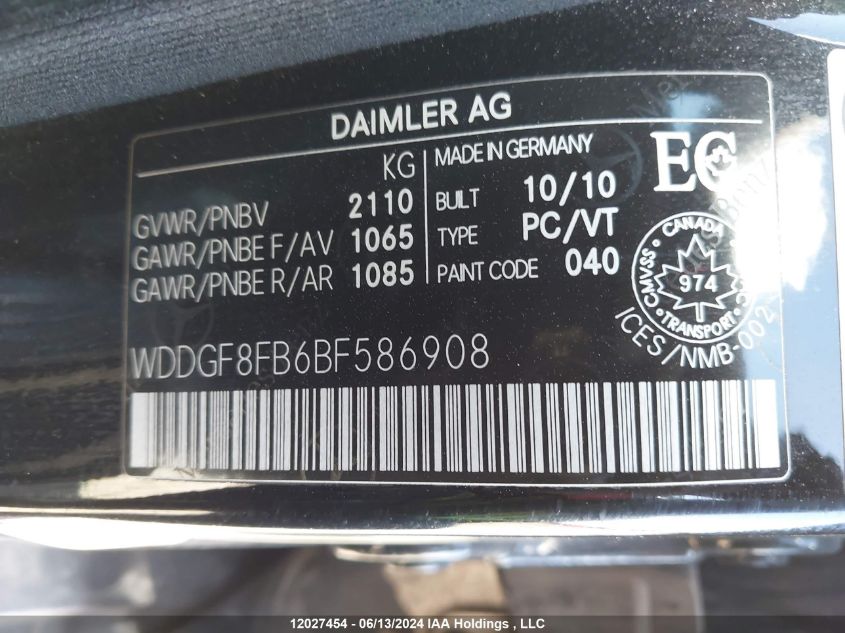 DAIMLER AG
KG
GVWR/PNBV 2110
GAWR/PNBE F/AV 1065
GAWR/PNBE R/AR 1085
MADE IN GERMANY
BUILT 10/10
TYPE PC/VT
PAINT CODE 040
EC
CANADA
CMVSS
974
NSVAC
TRANSPORT
ICES/NMB-002
WDDGF8FB6BF586908
12027454 - 06/13/2024 IAA Holdings , LLC